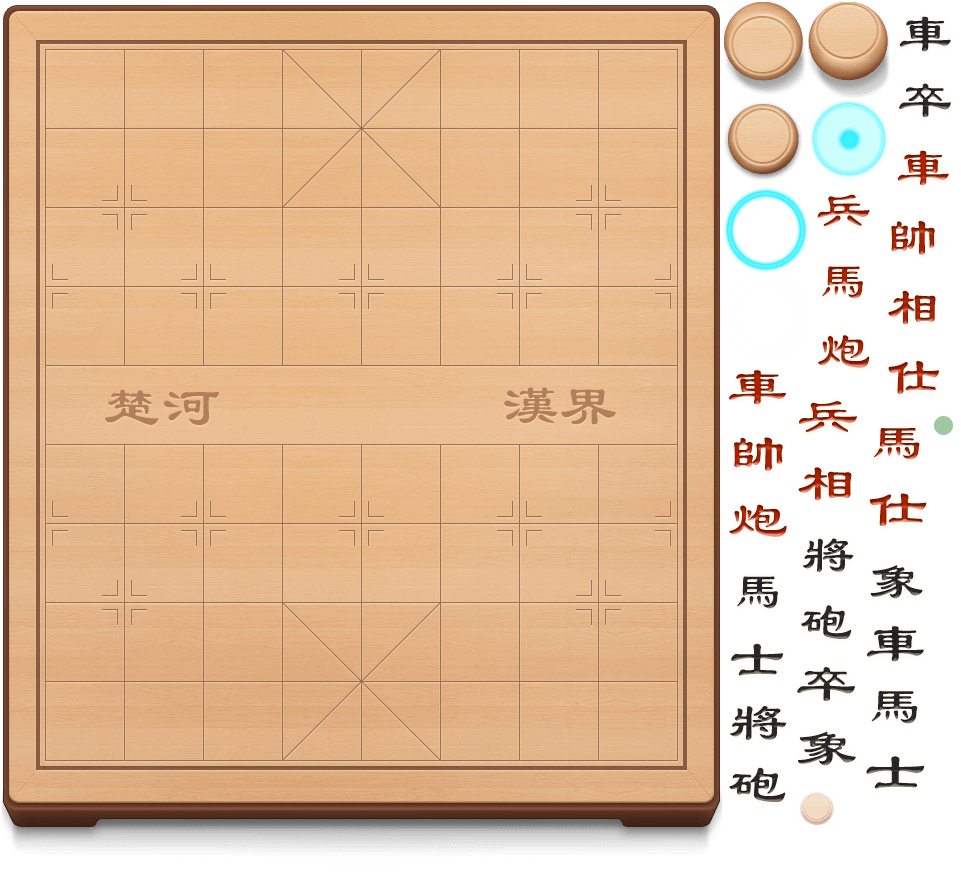 楚河
漢界
車
卒
車
兵
帥
馬
相
炮
仕
車
兵
馬
帥
相
仕
炮
將
象
馬
砲
車
士
卒
馬
將
象
士
砲